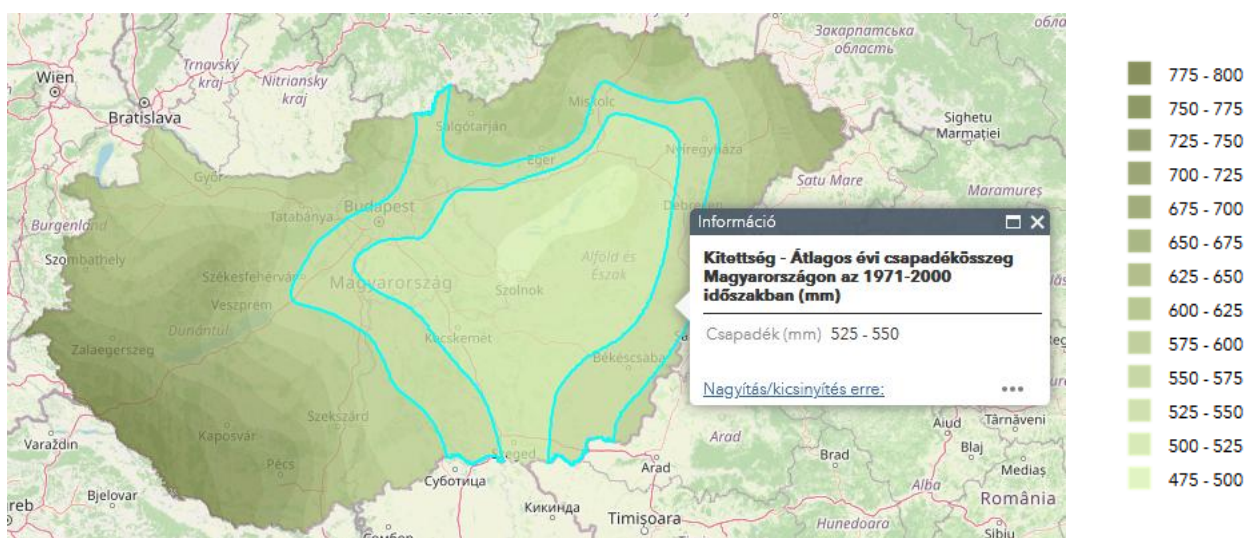 Закарпатська
область
Wien
Trnavský
kraj
Nitriansky
kraj
Bratislava
Miskolc
Salgótarján
Sighetu
Marmației
Eger
Nyíregyháza
Győr
Satu Mare
Maramureș
Tatabánya
Budapest
Debrecen
Burgenland
Szombathely
Székesfehérvár
Magyarország
Alföld és
Észak
Szolnok
Veszprém
Dunántúl
Zalaegerszeg
Kecskemét
Békéscsaba
Szekszárd
Kaposvár
Szeged
Pécs
Varaždin
Суботица
Arad
Arad
Brad
Aiud
Târnăveni
Blaj
Mediaș
Alba
România
Bjelovar
Кикинда
Timișoara
Hunedoara
Sibiu
Сомбор
Információ
Kitettség - Átlagos évi csapadékösszeg
Magyarországon az 1971-2000
időszakban (mm)
Csapadék (mm) 525 - 550
Nagyítás/kicsinyítés erre:
775 - 800
750 - 775
725 - 750
700 - 725
675 - 700
650 - 675
625 - 650
600 - 625
575 - 600
550 - 575
525 - 550
500 - 525
475 - 500